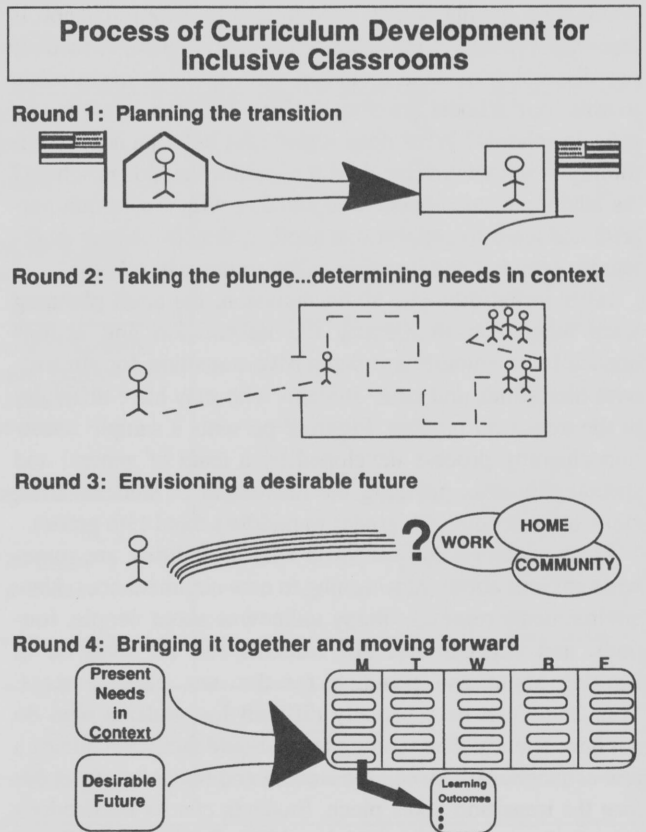 Process of Curriculum Development for
Inclusive Classrooms
Round 1: Planning the transition
Round 2: Taking the plunge...determining needs in context
Round 3: Envisioning a desirable future
?
WORK
HOME
COMMUNITY
Round 4: Bringing it together and moving forward
M T W R F
Present
Needs
in
Context
Desirable
Future
Learning
Outcomes